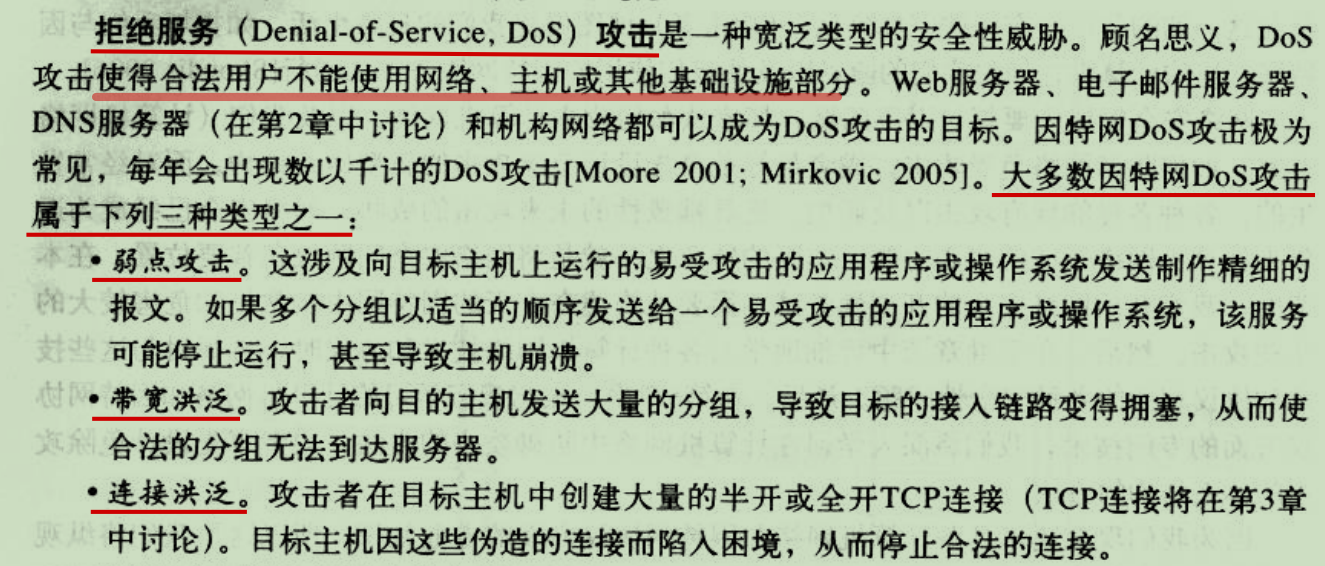 拒绝服务（Denial-of-Service, DoS）攻击是一种宽泛类型的安全性威胁。顾名思义，DoS
攻击使得合法用户不能使用网络、主机或其他基础设施部分。Web服务器、电子邮件服务器、
DNS服务器（在第2章中讨论）和机构网络都可以成为DoS攻击的目标。因特网DoS攻击极为
常见，每年会出现数以千计的DoS攻击[Moore 2001; Mirkovic 2005]。大多数因特网DoS攻击
属于下列三种类型之一：
• 弱点攻击。这涉及向目标主机上运行的易受攻击的应用程序或操作系统发送制作精细的
报文。如果多个分组以适当的顺序发送给一个易受攻击的应用程序或操作系统，该服务
可能停止运行，甚至导致主机崩溃。
• 带宽洪泛。攻击者向目的主机发送大量的分组，导致目标的接入链路变得拥塞，从而使
合法的分组无法到达服务器。
• 连接洪泛。攻击者在目标主机中创建大量的半开或全开TCP连接（TCP连接将在第3章
中讨论）。目标主机因这些伪造的连接而陷入困境，从而停止合法的连接。